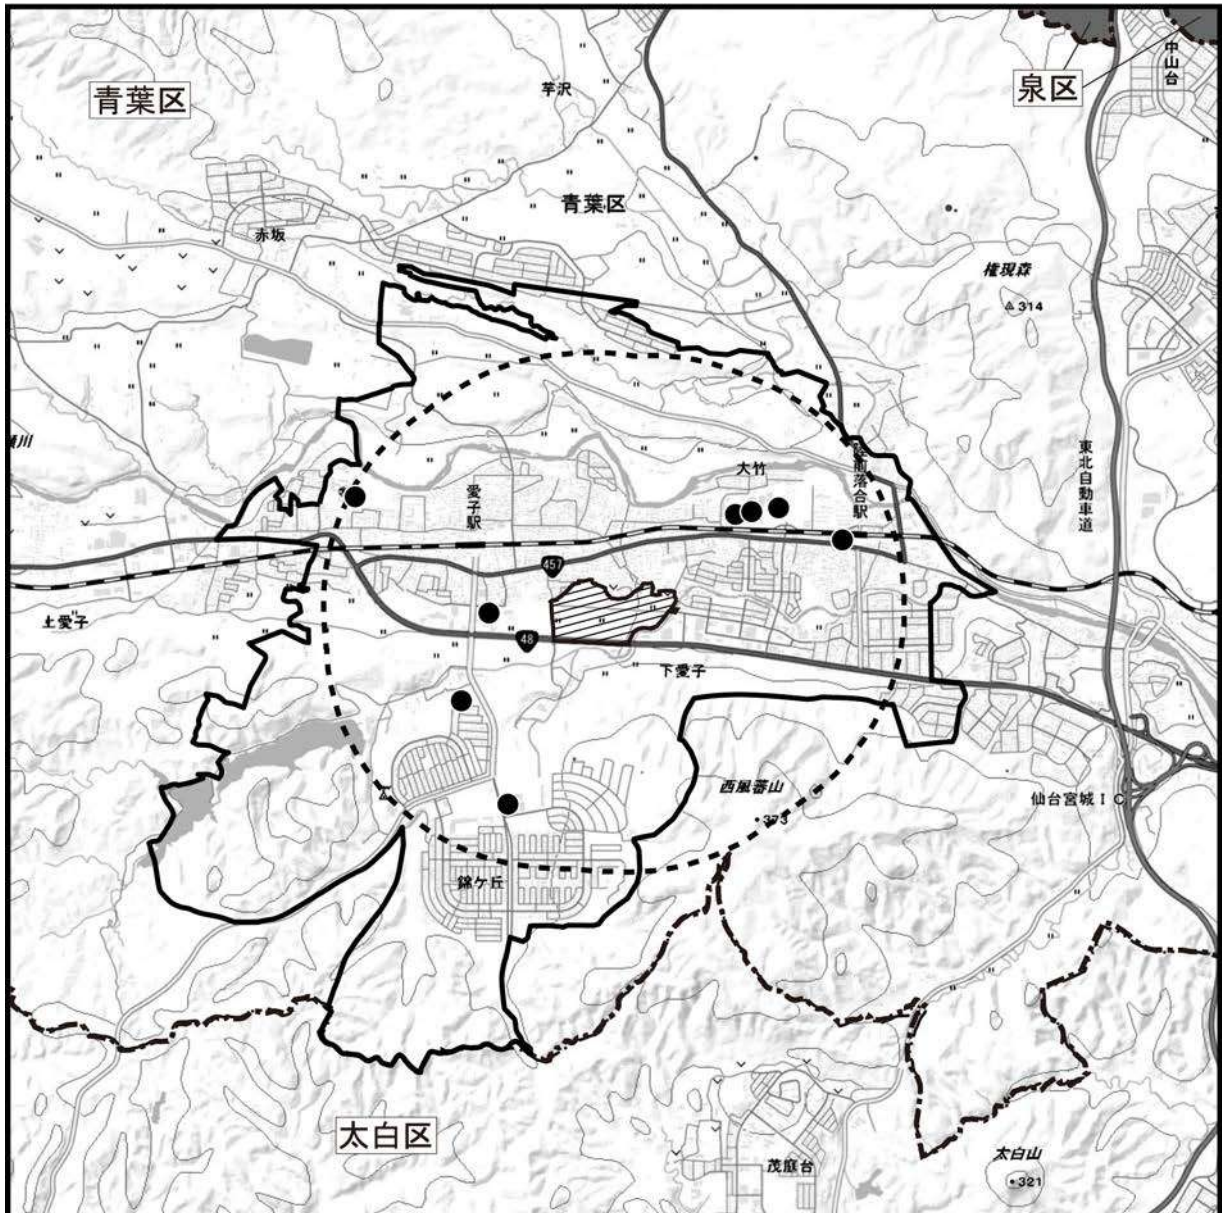 泉区
中山台
青葉区
芋沢
青葉区
赤坂
権現森
314
東北自動車道
大竹
愛子駅
陸前落合駅
457
上愛子
48
下愛子
西風蕃山
373
仙台宮城IC
錦ケ丘
太白区
茂庭台
太白山
321